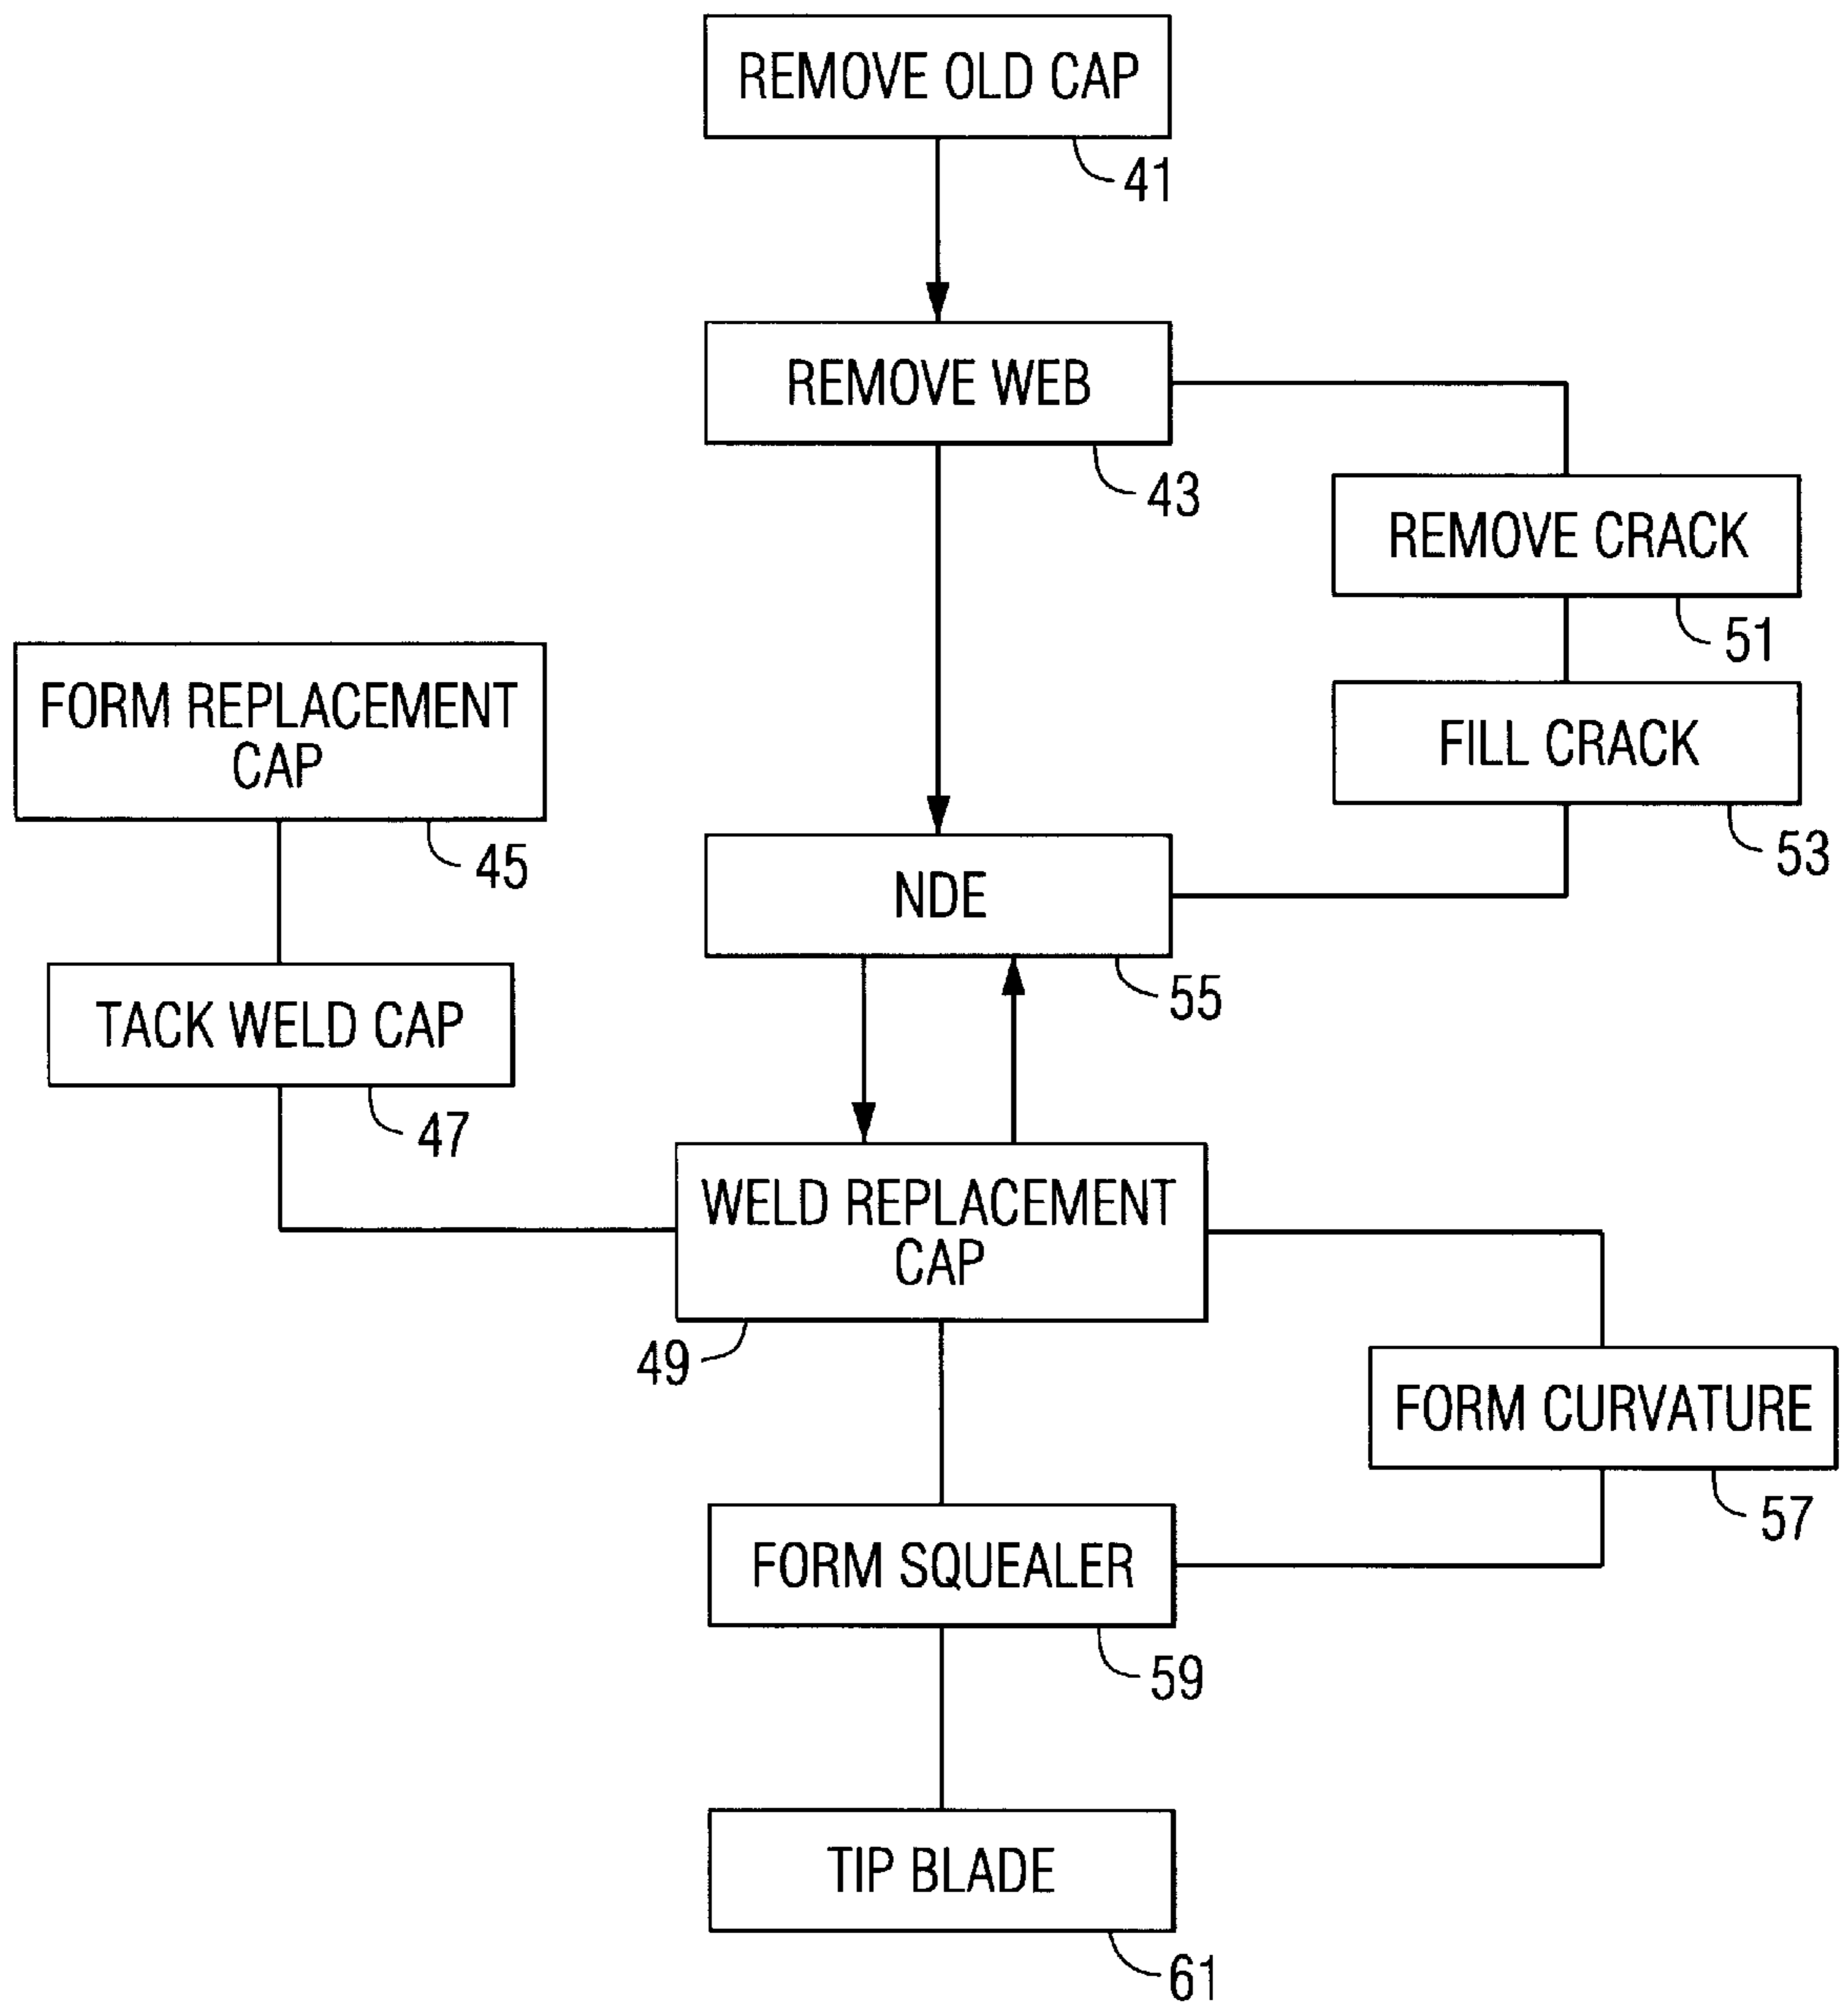 REMOVE OLD CAP
41
REMOVE WEB
43
REMOVE CRACK
51
FORM REPLACEMENT
CAP
45
FILL CRACK
53
NDE
55
TACK WELD CAP
47
WELD REPLACEMENT
CAP
49
FORM CURVATURE
57
FORM SQUEALER
59
TIP BLADE
61